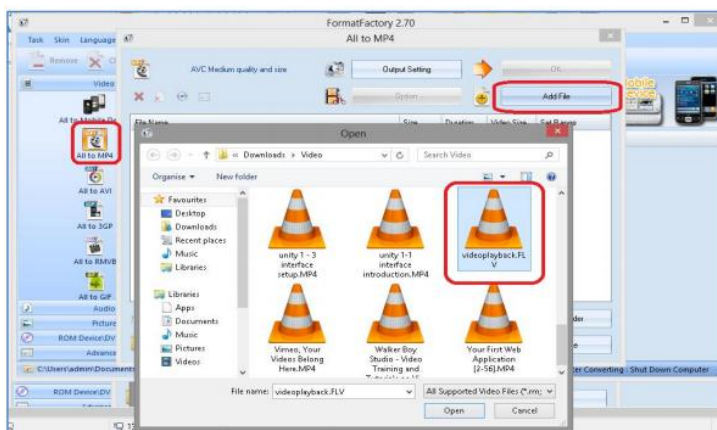 FormatFactory 2.70
Task Skin Language
All to MP4
Remove
AVC Medium quality and size
Output Setting
OK
Video
Option
Add File
All to Mobile De
File Name
Size Duration Video Size Set Range
All to MP4
Open
« Downloads › Video
Search Video
Organise New folder
All to AVI
Favourites
Desktop
Downloads
Recent places
Music
Libraries
All to 3GP
unity 1 - 3
interface
setup.MP4
unity 1-1
interface
introduction.MP4
videoplayback.FL
V
All to RMVB
Libraries
Apps
Documents
Music
Pictures
Videos
All to GIF
Audio
Picture
ROM Device\DV
Advance
Vimeo, Your
Videos Belong
Here.MP4
Walker Boy
Studio - Video
Training and
Your First Web
Application
[2-56].MP4
C:\Users\admin\Documents
ter Converting : Shut Down Computer
File name: videoplayback.FLV
All Supported Video Files (*.rm;
ROM Device\DV
Open
Cancel